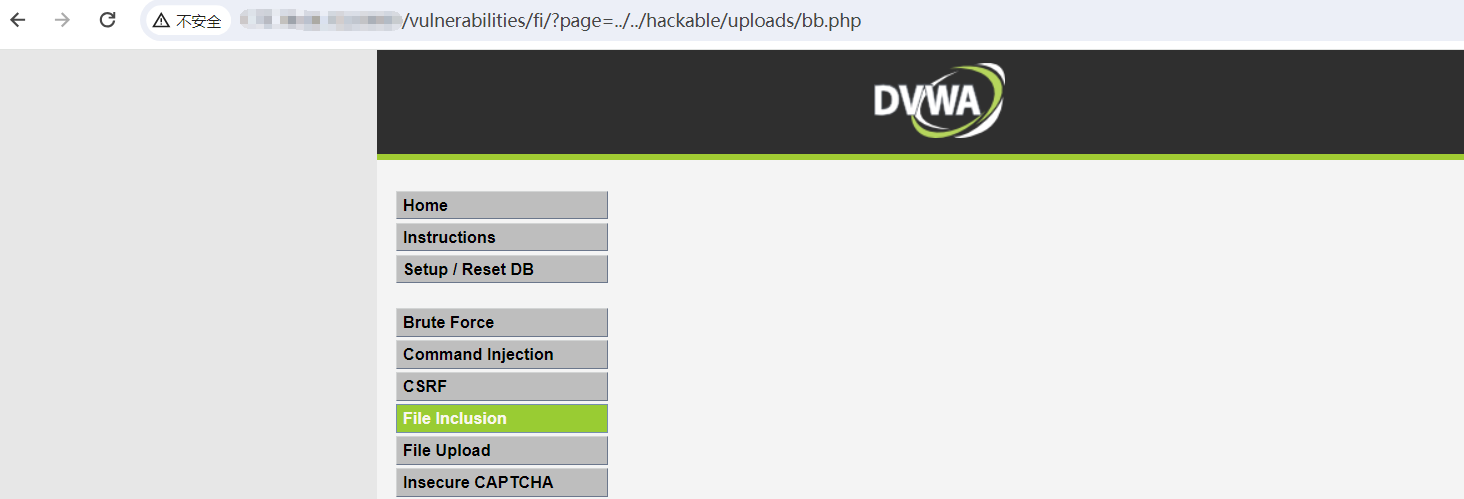 不安全 /vulnerabilities/fi/?page=../../hackable/uploads/bb.php
DVWA
Home
Instructions
Setup / Reset DB
Brute Force
Command Injection
CSRF
File Inclusion
File Upload
Insecure CAPTCHA